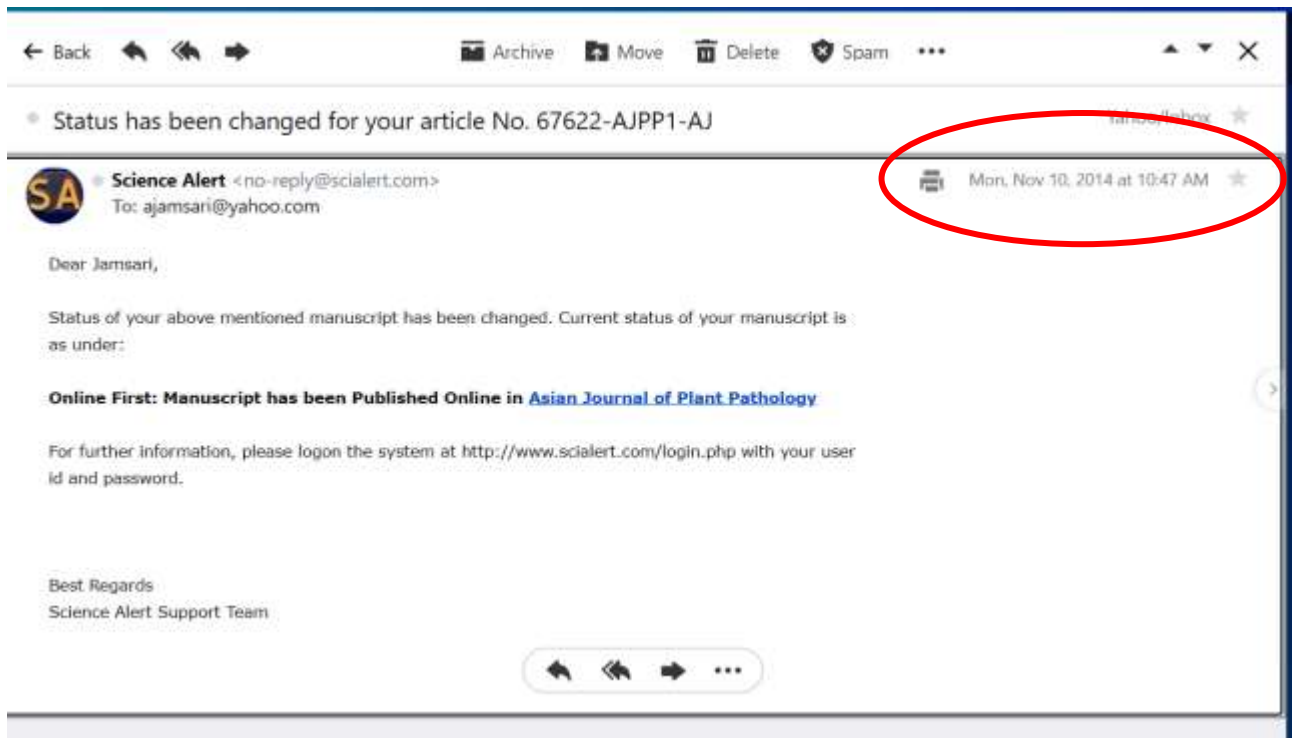 Back Archive Move Delete Spam
Status has been changed for your article No. 67622-AJPP1-AJ Yahoo/Inbox
SA
Science Alert <no-reply@scialert.com> Mon, Nov 10, 2014 at 10:47 AM
To: ajamsari@yahoo.com
Dear Jamsari,
Status of your above mentioned manuscript has been changed. Current status of your manuscript is
as under:
Online First: Manuscript has been Published Online in Asian Journal of Plant Pathology
For further information, please logon the system at http://www.scialert.com/login.php with your user
id and password.
Best Regards
Science Alert Support Team